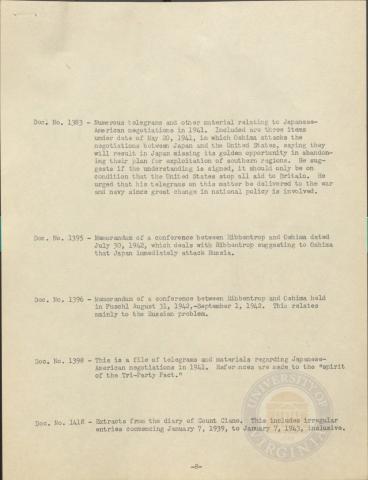 Doc. No. 1383 - Numerous telegrams and other material relating to Japanese-
American negotiations in 1941. Included are three items
under date of May 20, 1941, in which Oshima attacks the
negotiations between Japan and the United States, saying they
will result in Japan missing its golden opportunity in abandon-
ing their plan for exploitation of southern regions. He sug-
gests if the understanding is signed, it should only be on
condition that the United States stop all aid to Britain. He
urged that his telegrams on this matter be delivered to the war
and navy since great change in national policy is involved.
Doc. No. 1395 - Memorandum of a conference between Ribbentrop and Oshima dated
July 30, 1942, which deals with Ribbentrop suggesting to Oshima
that Japan immediately attack Russia.
Doc. No. 1396 - Memorandum of a conference between Ribbentrop and Oshima held
in Fuschl August 31, 1942,-September 1, 1942. This relates
mainly to the Russian problem.
Doc. No. 1398 - This is a file of telegrams and materials regarding Japanese-
American negotiations in 1941. References are made to the "spirit
of the Tri-Party Pact."
Doc. No. 1418 - Extracts from the diary of Count Ciano. This includes irregular
entries commencing January 7, 1939, to January 7, 1943, inclusive.
UNIVERSITY OF VIRGINIA
-8-